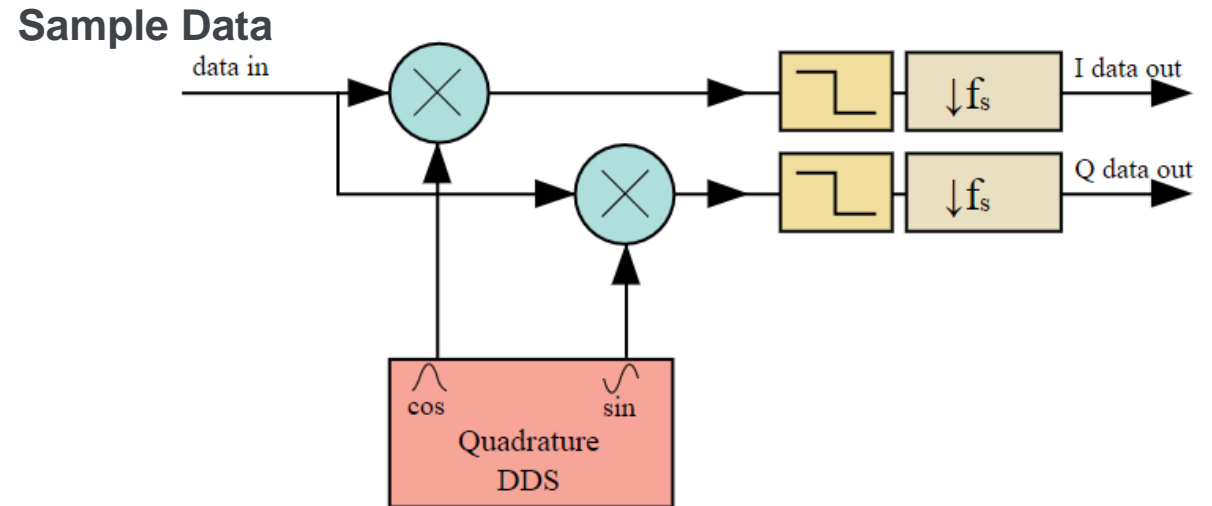 Sample Data
data in
I data out
↓fs
Q data out
↓fs
cos
sin
Quadrature
DDS